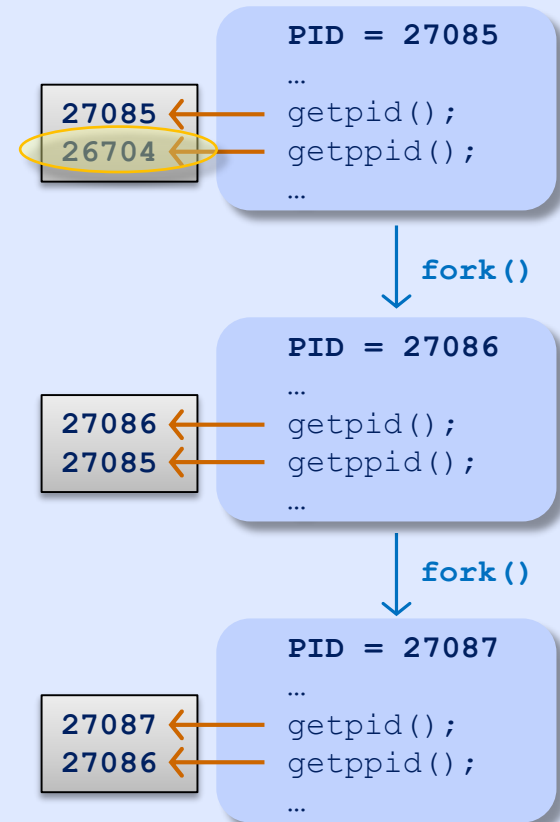 PID = 27085
…
27085 getpid();
26704 getppid();
…
fork()
PID = 27086
…
27086 getpid();
27085 getppid();
…
fork()
PID = 27087
…
27087 getpid();
27086 getppid();
…